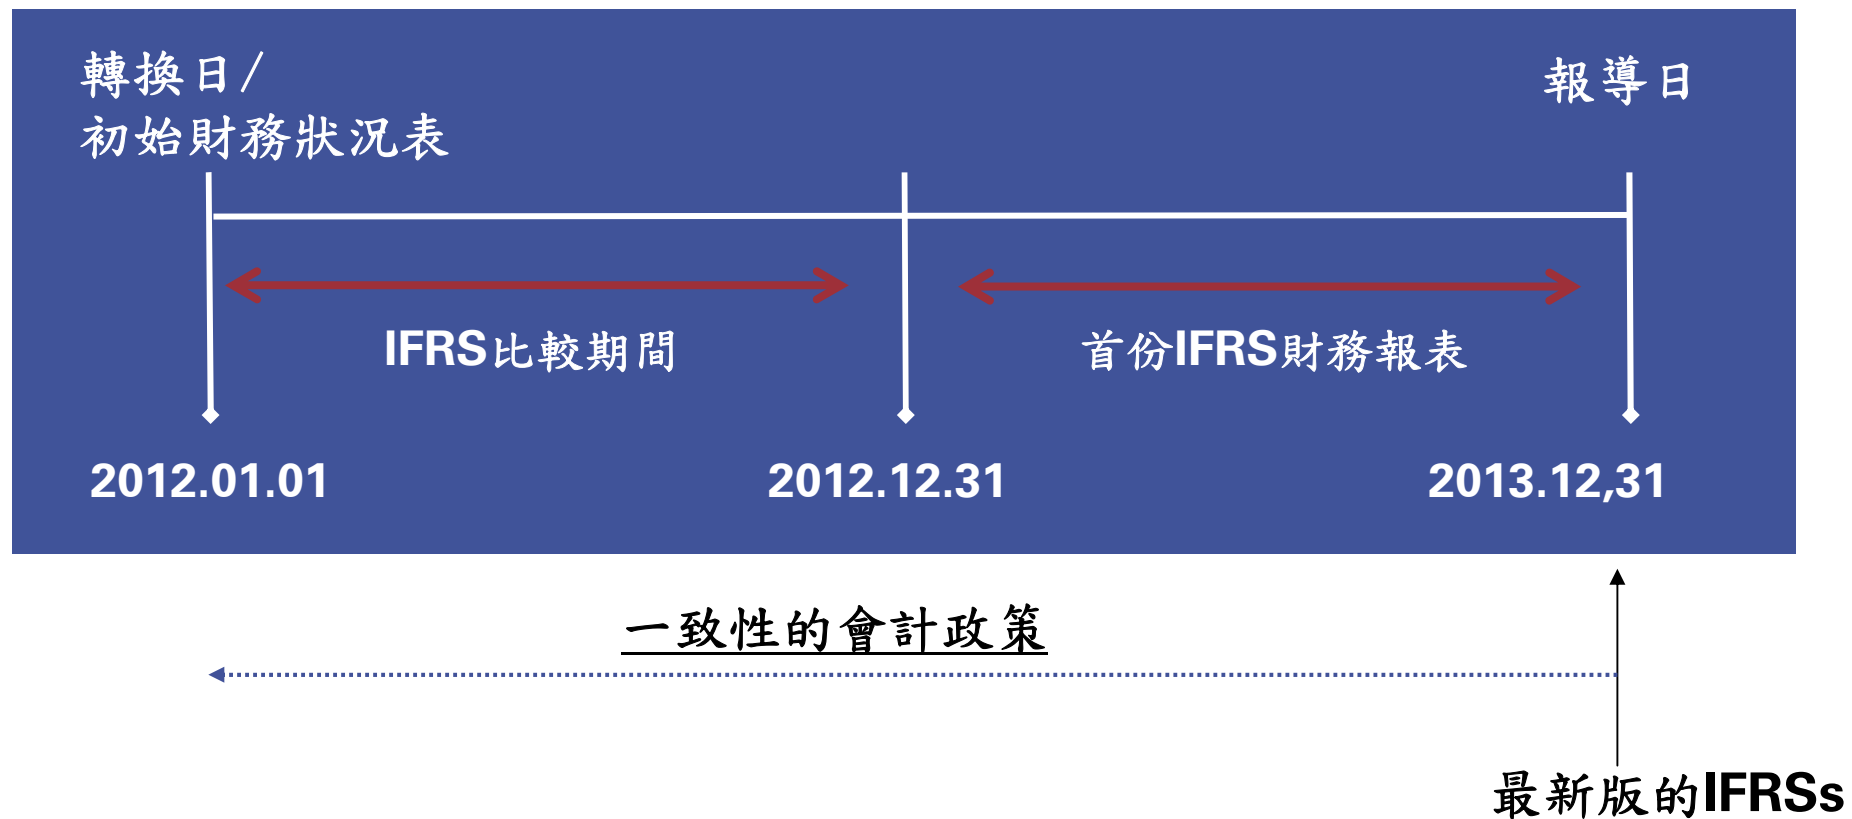 轉換日/
初始財務狀況表
報導日
IFRS比較期間
首份IFRS財務報表
2012.01.01
2012.12.31
2013.12,31
一致性的會計政策
最新版的IFRSs